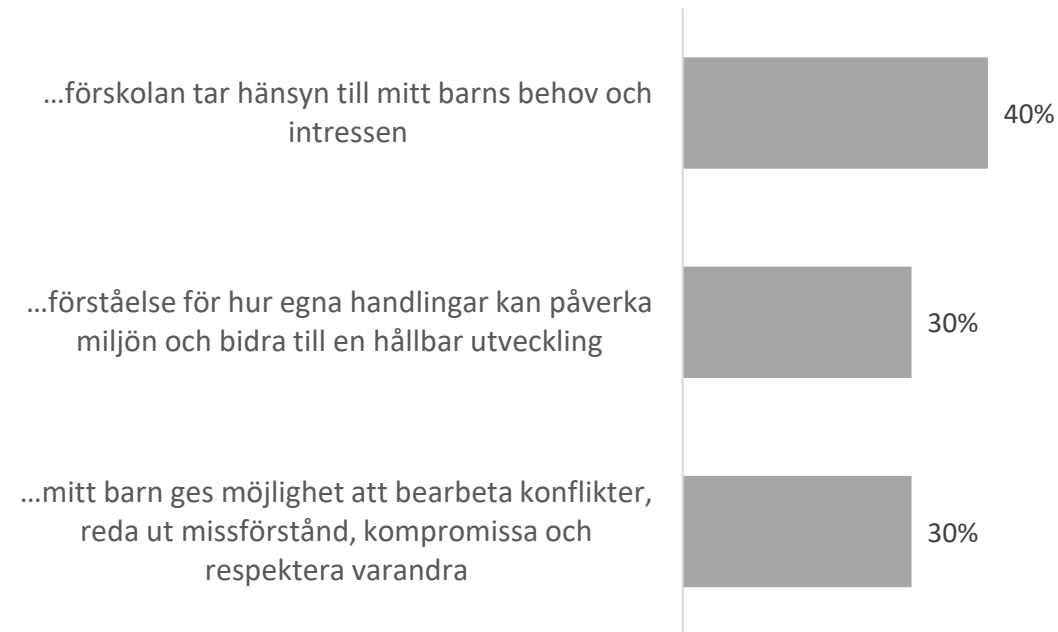 ...förskolan tar hänsyn till mitt barns behov och
intressen
40%
...förståelse för hur egna handlingar kan påverka
miljön och bidra till en hållbar utveckling
30%
...mitt barn ges möjlighet att bearbeta konflikter,
reda ut missförstånd, kompromissa och
respektera varandra
30%